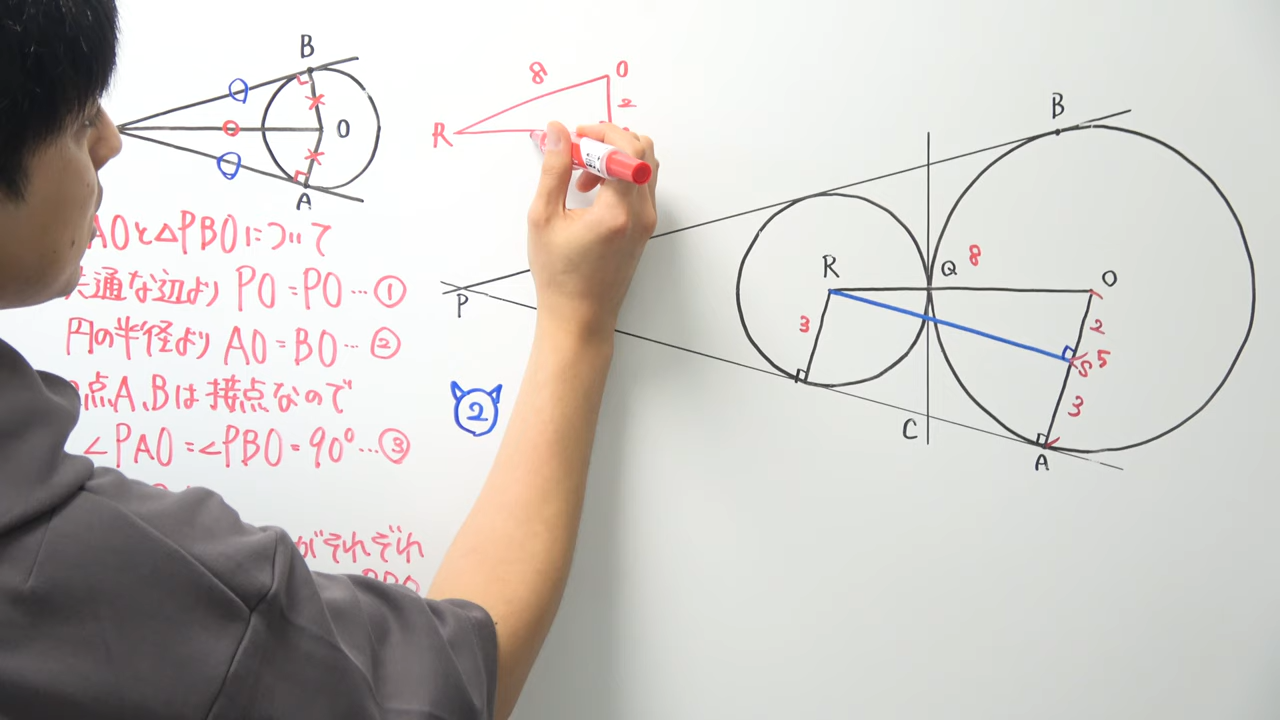 B
O
A
AOと△PBOについて
共通な辺より PO=PO…①
円の半径より AO=BO…②
点A,Bは接点なので
∠PAO=∠PBO=90°…③
がそれぞれ
R
8
O
2
P
2
B
R
Q
8
O
3
2
S
5
3
C
A